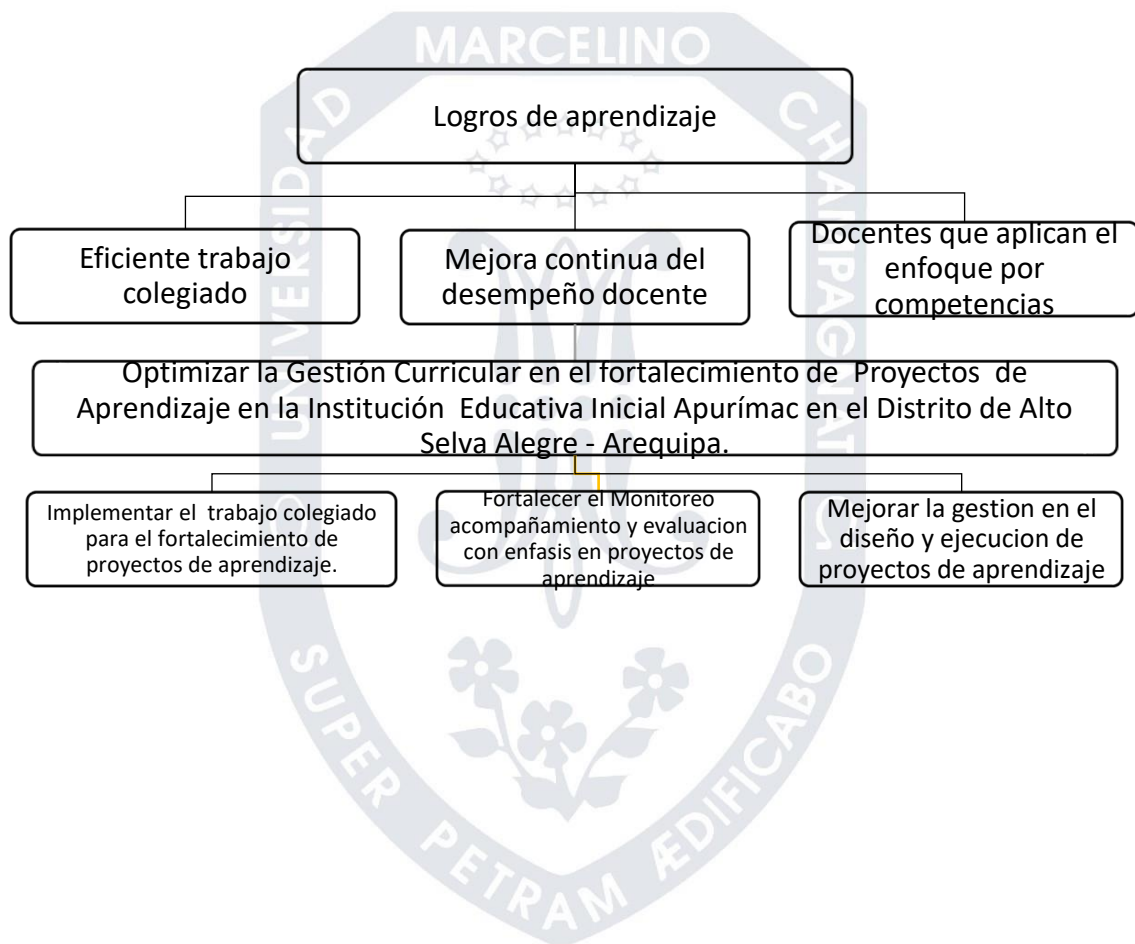 MARCELINO
UNIVERSIDAD
CHAMPAGNAT
Logros de aprendizaje
Eficiente trabajo
colegiado
Mejora continua del
desempeño docente
Docentes que aplican el
enfoque por
competencias
Optimizar la Gestión Curricular en el fortalecimiento de Proyectos de
Aprendizaje en la Institución Educativa Inicial Apurímac en el Distrito de Alto
Selva Alegre - Arequipa.
Implementar el trabajo colegiado
para el fortalecimiento de
proyectos de aprendizaje.
Fortalecer el Monitoreo
acompañamiento y evaluacion
con enfasis en proyectos de
aprendizaje
Mejorar la gestion en el
diseño y ejecucion de
proyectos de aprendizaje
SUPER PETRAM ÆDIFICABO